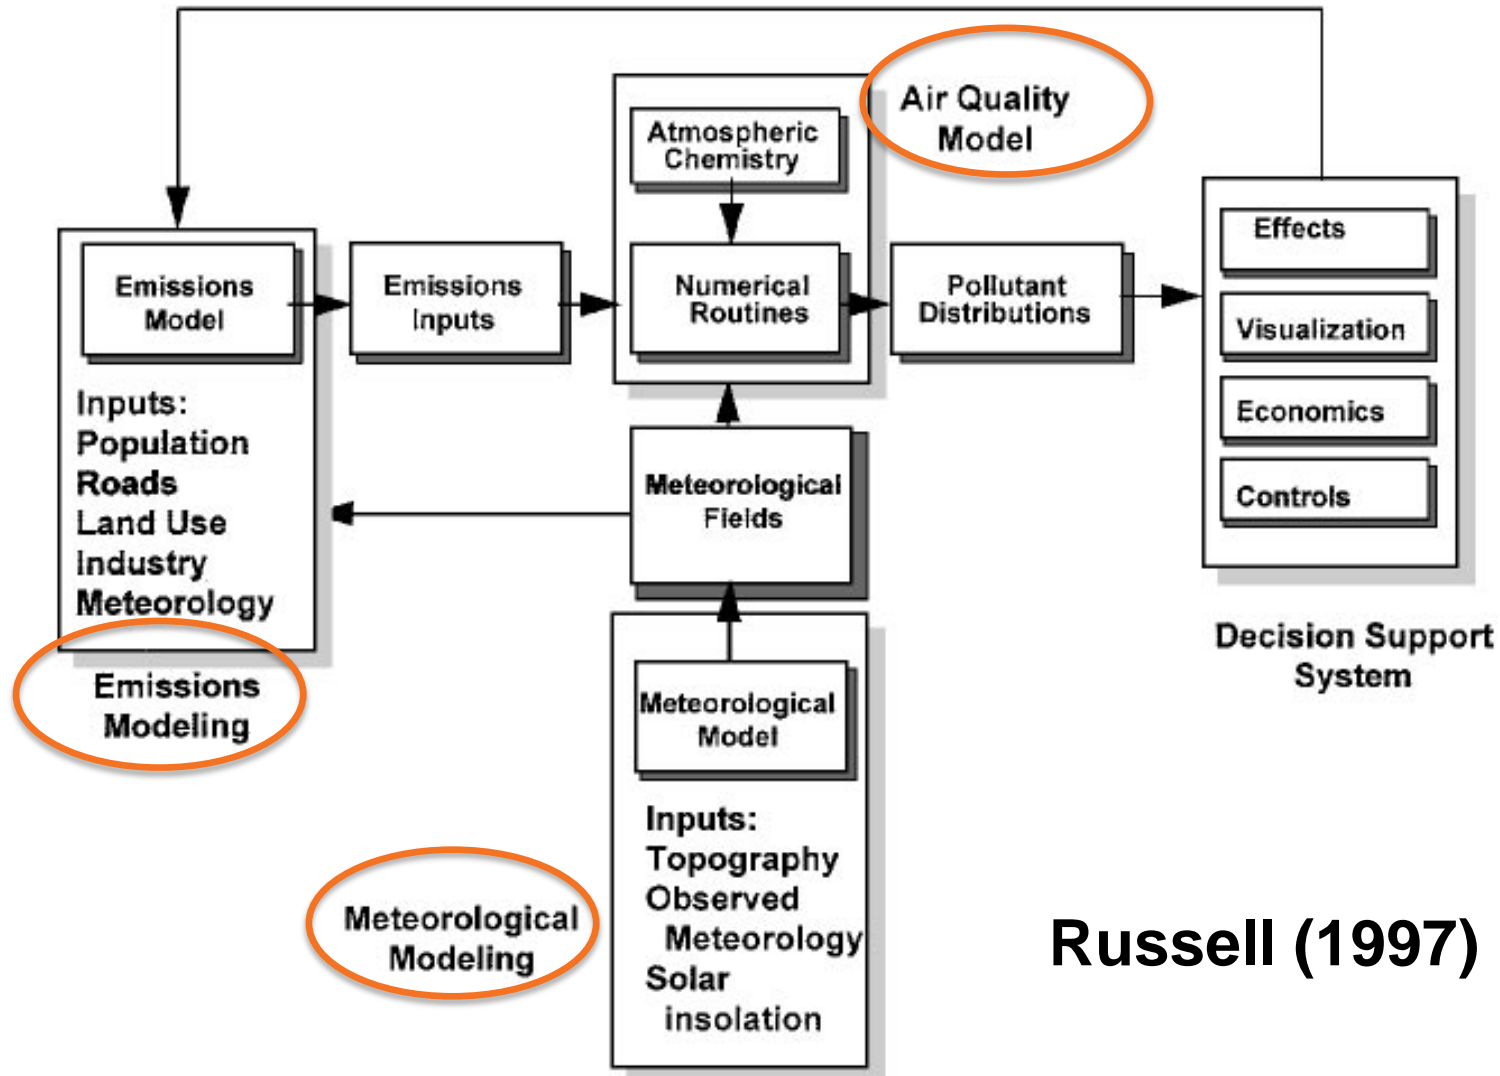 Air Quality
Model
Atmospheric
Chemistry
Numerical
Routines
Emissions
Model
Inputs:
Population
Roads
Land Use
Industry
Meteorology
Emissions
Modeling
Emissions
Inputs
Pollutant
Distributions
Effects
Visualization
Economics
Controls
Decision Support
System
Meteorological
Fields
Meteorological
Model
Inputs:
Topography
Observed
Meteorology
Solar
insolation
Meteorological
Modeling
Russell (1997)